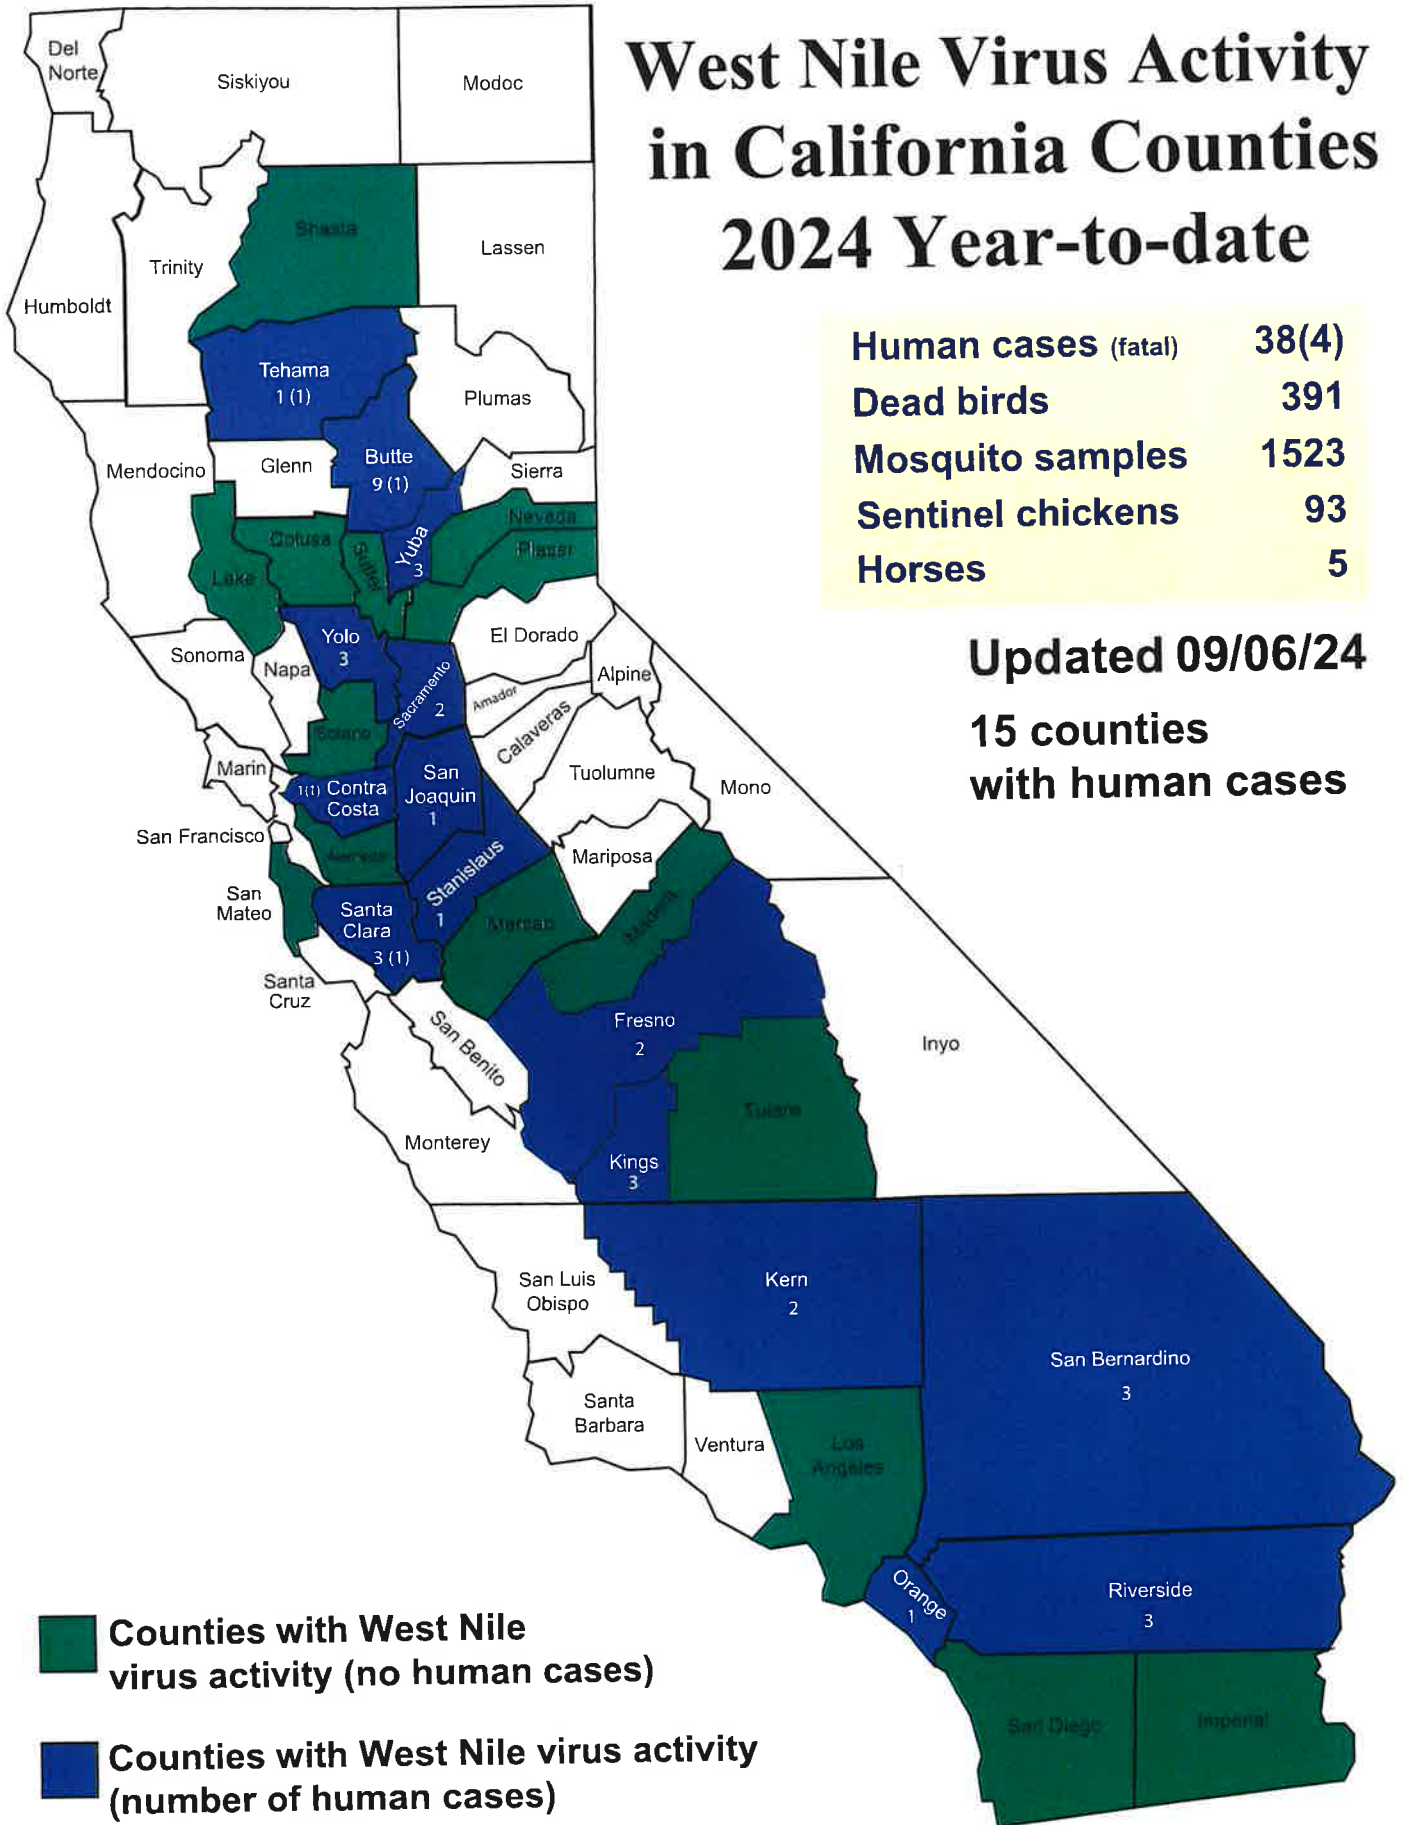 West Nile Virus Activity
in California Counties
2024 Year-to-date
Human cases (fatal) 38(4)
Dead birds 391
Mosquito samples 1523
Sentinel chickens 93
Horses 5
Updated 09/06/24
15 counties
with human cases
Del
Norte
Siskiyou
Modoc
Shasta
Lassen
Trinity
Humboldt
Tehama
1 (1)
Plumas
Mendocino
Glenn
Butte
9 (1)
Sierra
Nevada
Placer
Colusa
Sutter
Yuba
3
Lake
Yolo
3
El Dorado
Sonoma
Napa
Sacramento
2
Amador
Alpine
Calaveras
Solano
Marin
1(1) Contra
Costa
San
Joaquin
1
Tuolumne
Mono
San Francisco
Alameda
Stanislaus
1
Mariposa
San
Mateo
Santa
Clara
3 (1)
Merced
Madera
Santa
Cruz
San Benito
Fresno
2
Inyo
Monterey
Tulare
Kings
3
San Luis
Obispo
Kern
2
San Bernardino
3
Santa
Barbara
Ventura
Los
Angeles
Orange
1
Riverside
3
San Diego
Imperial
Counties with West Nile
virus activity (no human cases)
Counties with West Nile virus activity
(number of human cases)